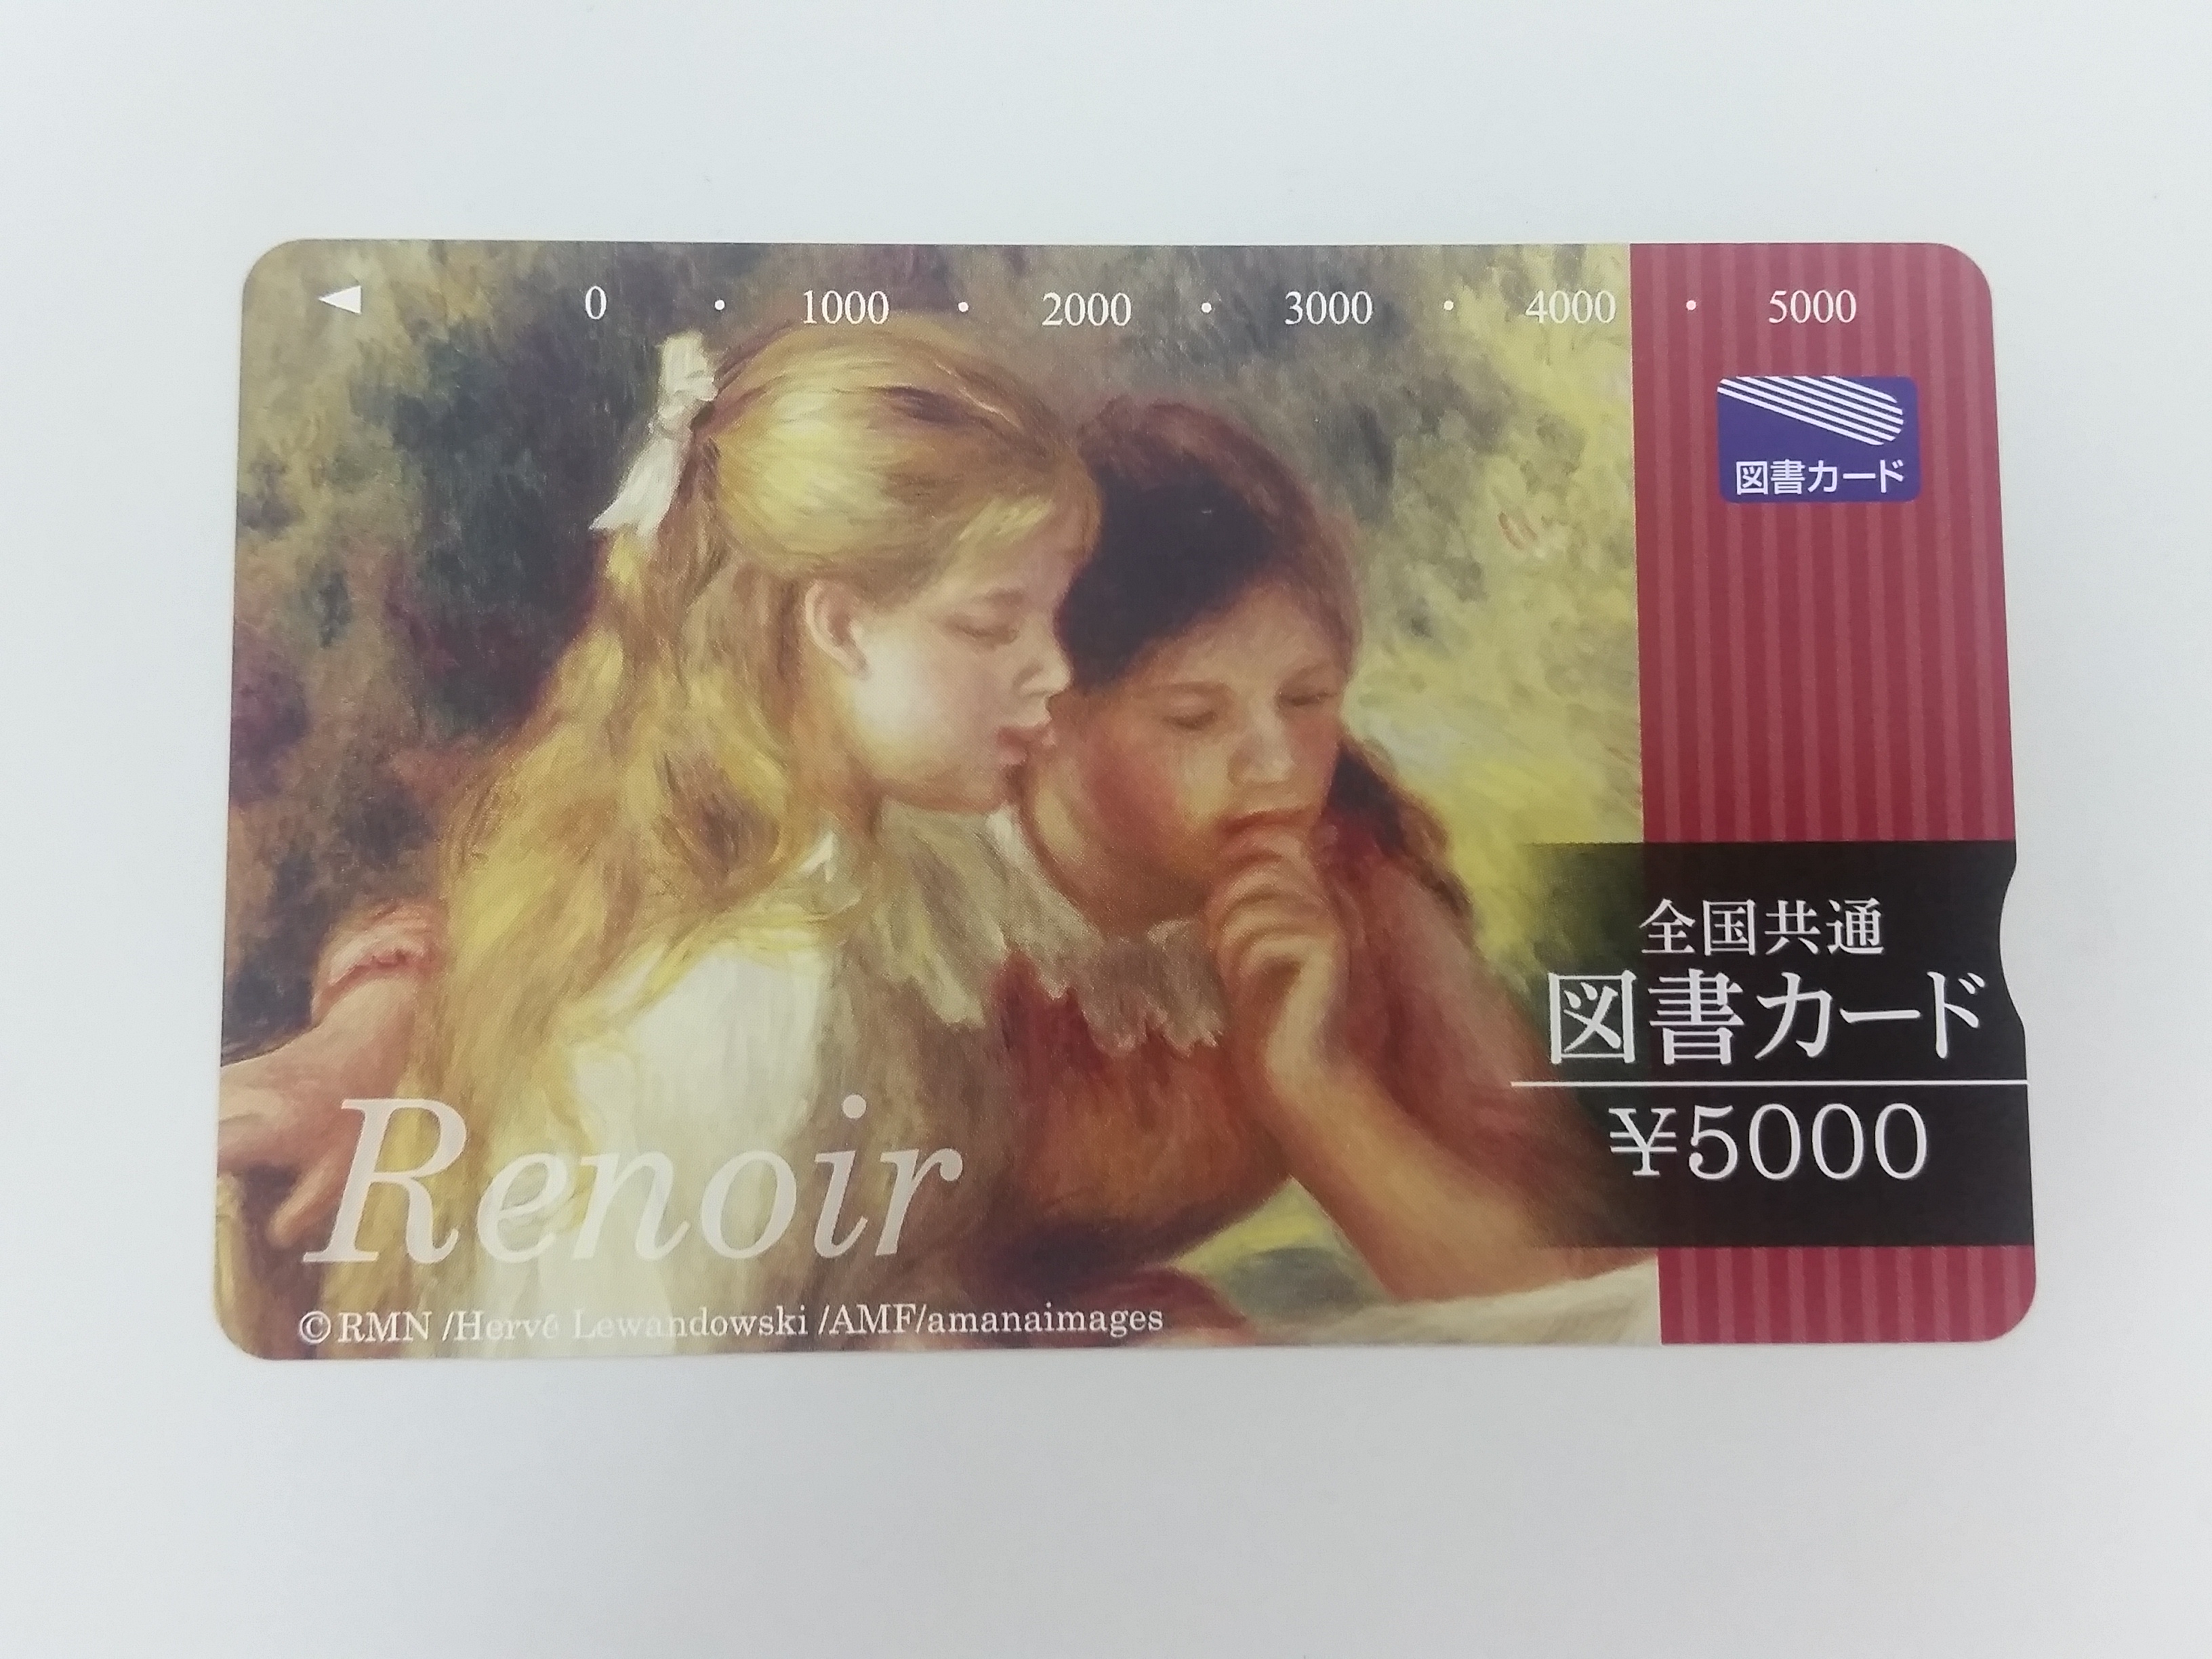 0 ・ 1000 ・ 2000 ・ 3000 ・ 4000 ・ 5000
図書カード
全国共通
図書カード
¥5000
Renoir
©RMN /Hervé Lewandowski /AMF/amanaimages